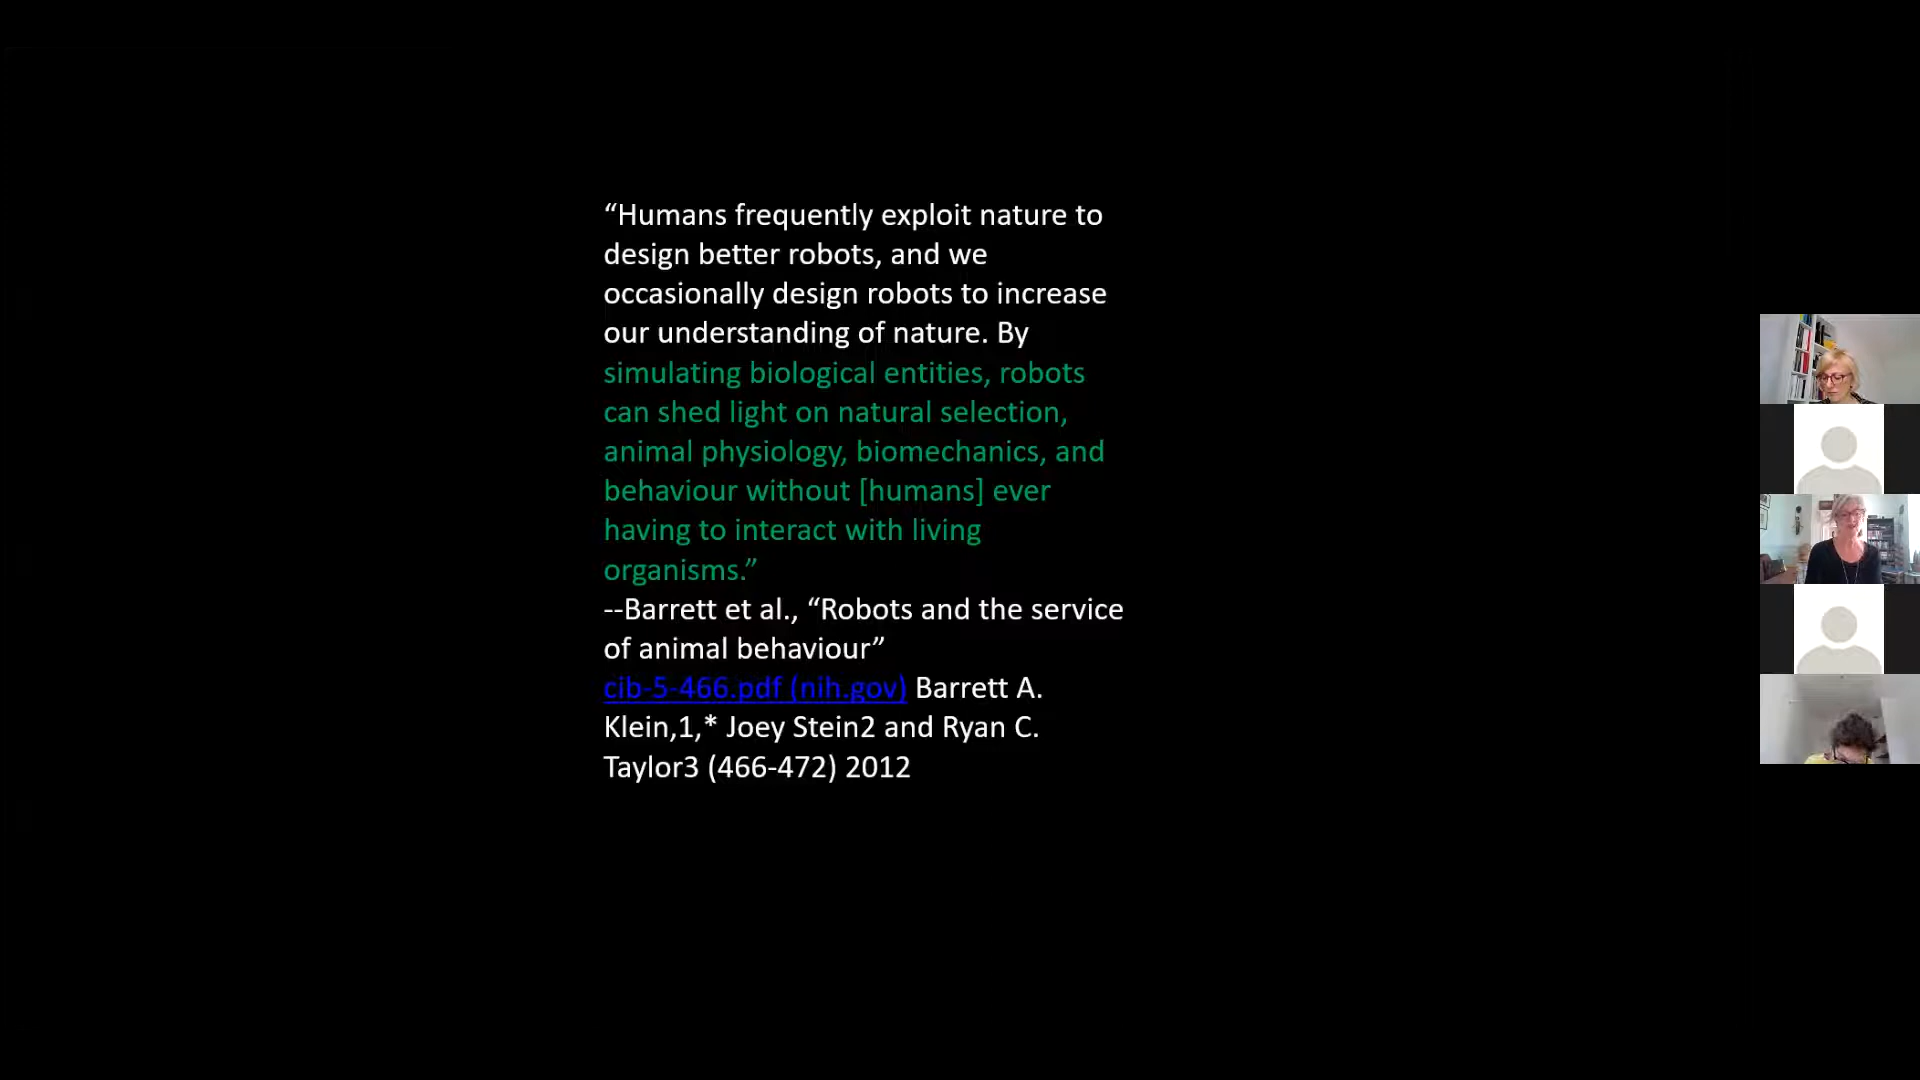 “Humans frequently exploit nature to
design better robots, and we
occasionally design robots to increase
our understanding of nature. By
simulating biological entities, robots
can shed light on natural selection,
animal physiology, biomechanics, and
behaviour without [humans] ever
having to interact with living
organisms.”
--Barrett et al., “Robots and the service
of animal behaviour”
cib-5-466.pdf (nih.gov) Barrett A.
Klein,1,* Joey Stein2 and Ryan C.
Taylor3 (466-472) 2012